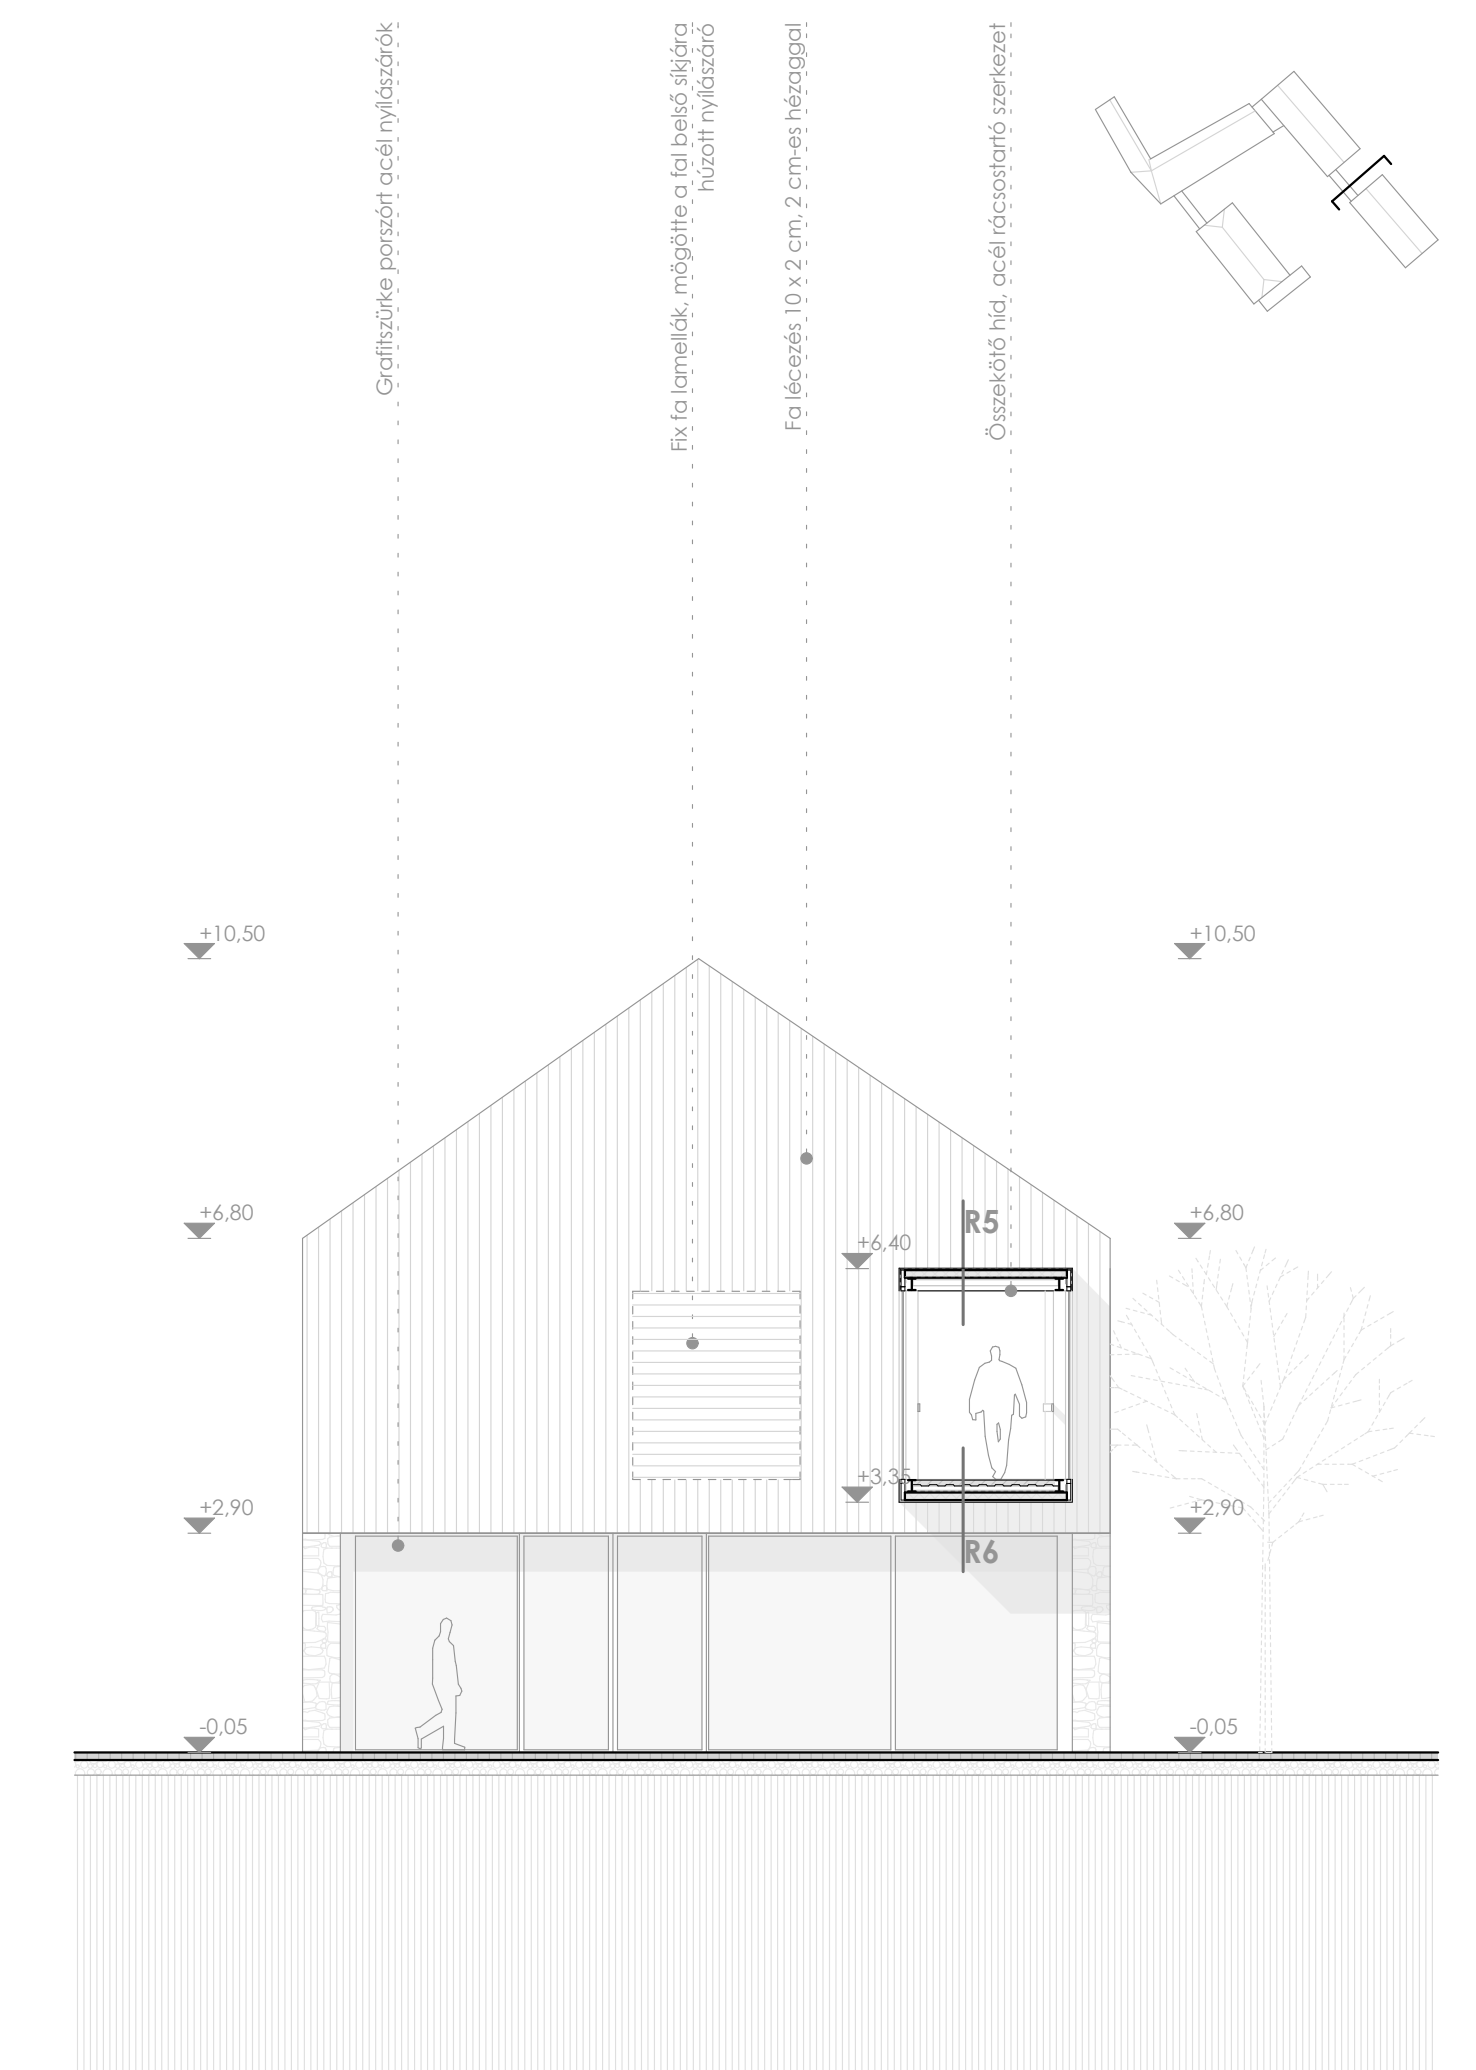 Grafitszürke porszórt acél nyílászárók
Fix fa lamellák, mögötte a fal belső síkjára
húzott nyílászáró
Fa lécezés 10 x 2 cm, 2 cm-es hézaggal
Összekötő híd, acél rácsostartó szerkezet
+10,50
+10,50
+6,80
+6,80
R5
+6,40
+3,35
+2,90
+2,90
R6
-0,05
-0,05